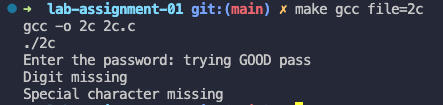 ➜ lab-assignment-01 git:(main) ✗ make gcc file=2c
gcc -o 2c 2c.c
./2c
Enter the password: trying GOOD pass
Digit missing
Special character missing